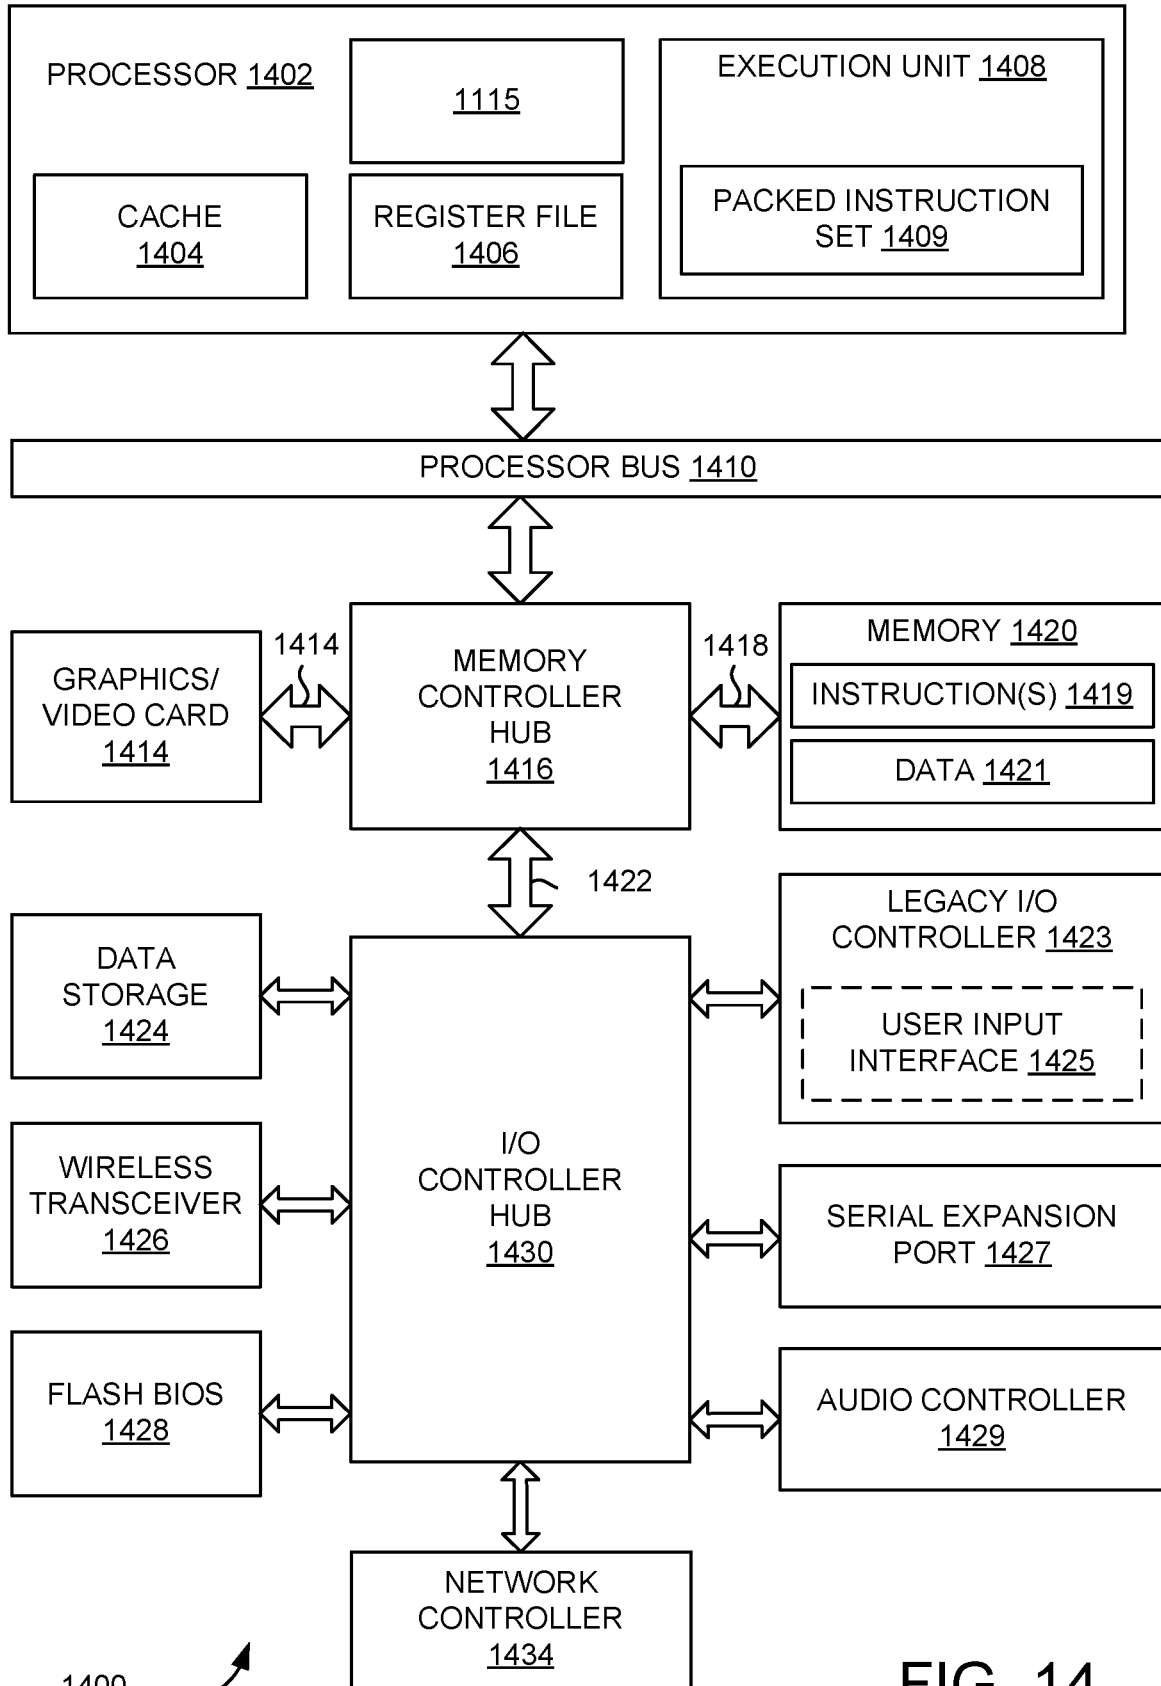 PROCESSOR 1402
1115
EXECUTION UNIT 1408
CACHE
1404
REGISTER FILE
1406
PACKED INSTRUCTION
SET 1409
PROCESSOR BUS 1410
GRAPHICS/
VIDEO CARD
1414
1414
MEMORY
CONTROLLER
HUB
1416
1418
MEMORY 1420
INSTRUCTION(S) 1419
DATA 1421
1422
DATA
STORAGE
1424
LEGACY I/O
CONTROLLER 1423
USER INPUT
INTERFACE 1425
WIRELESS
TRANSCEIVER
1426
I/O
CONTROLLER
HUB
1430
SERIAL EXPANSION
PORT 1427
FLASH BIOS
1428
AUDIO CONTROLLER
1429
NETWORK
CONTROLLER
1434
1400
FIG. 14